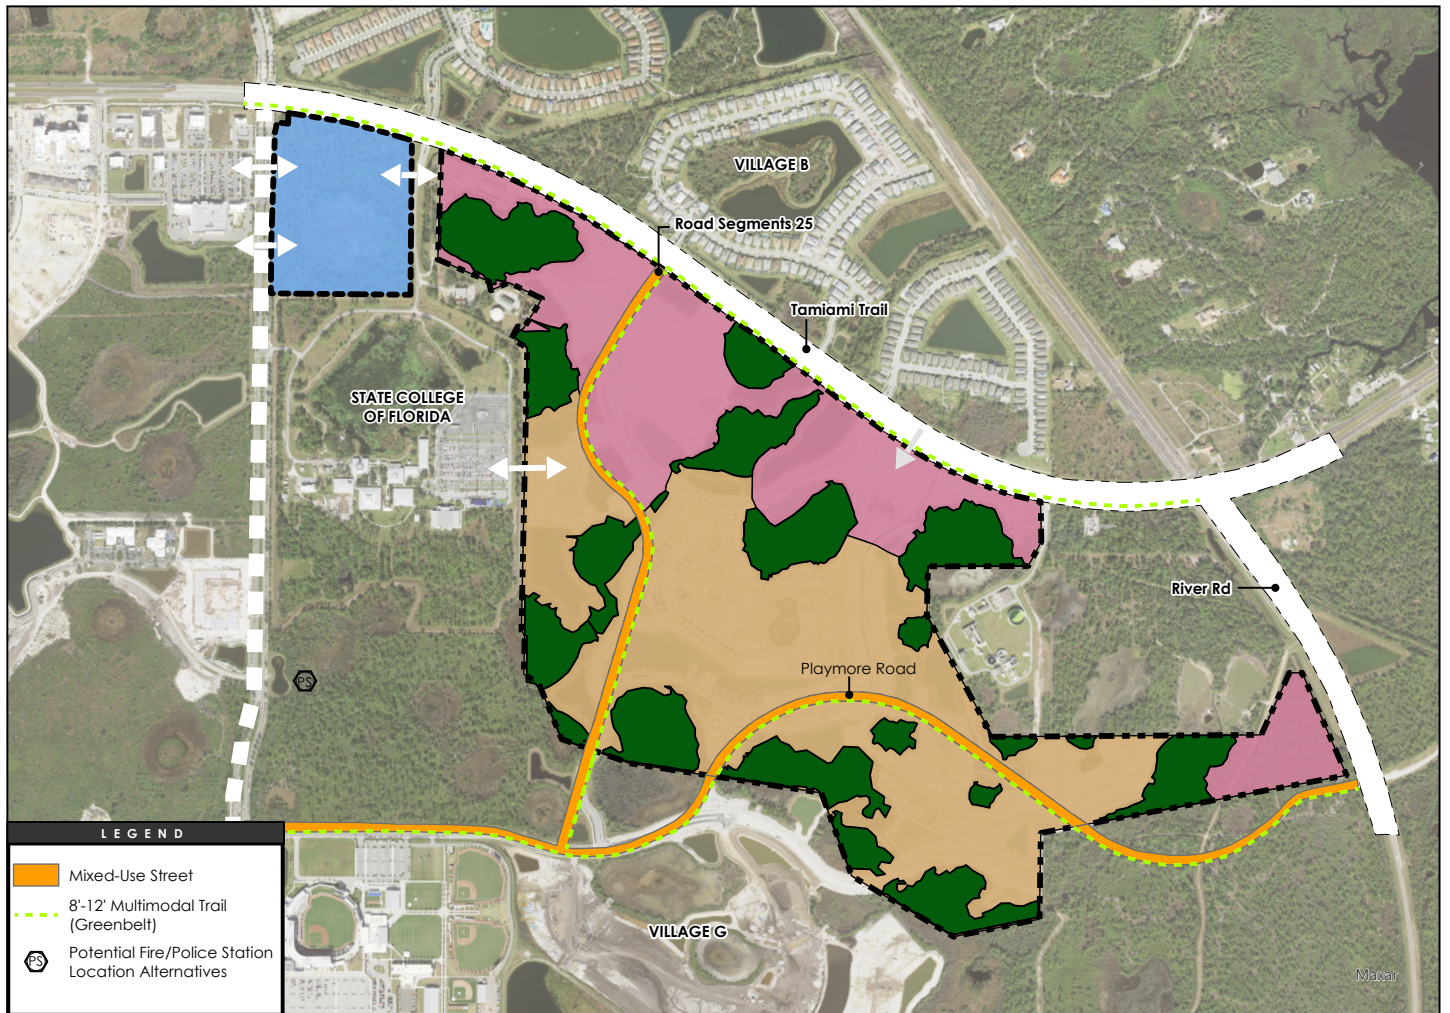 VILLAGE B
Road Segments 25
Tamiami Trail
STATE COLLEGE
OF FLORIDA
River Rd
Playmore Road
PS
VILLAGE G
Maxar
LEGEND
Mixed-Use Street
8'-12' Multimodal Trail
(Greenbelt)
PS
Potential Fire/Police Station
Location Alternatives